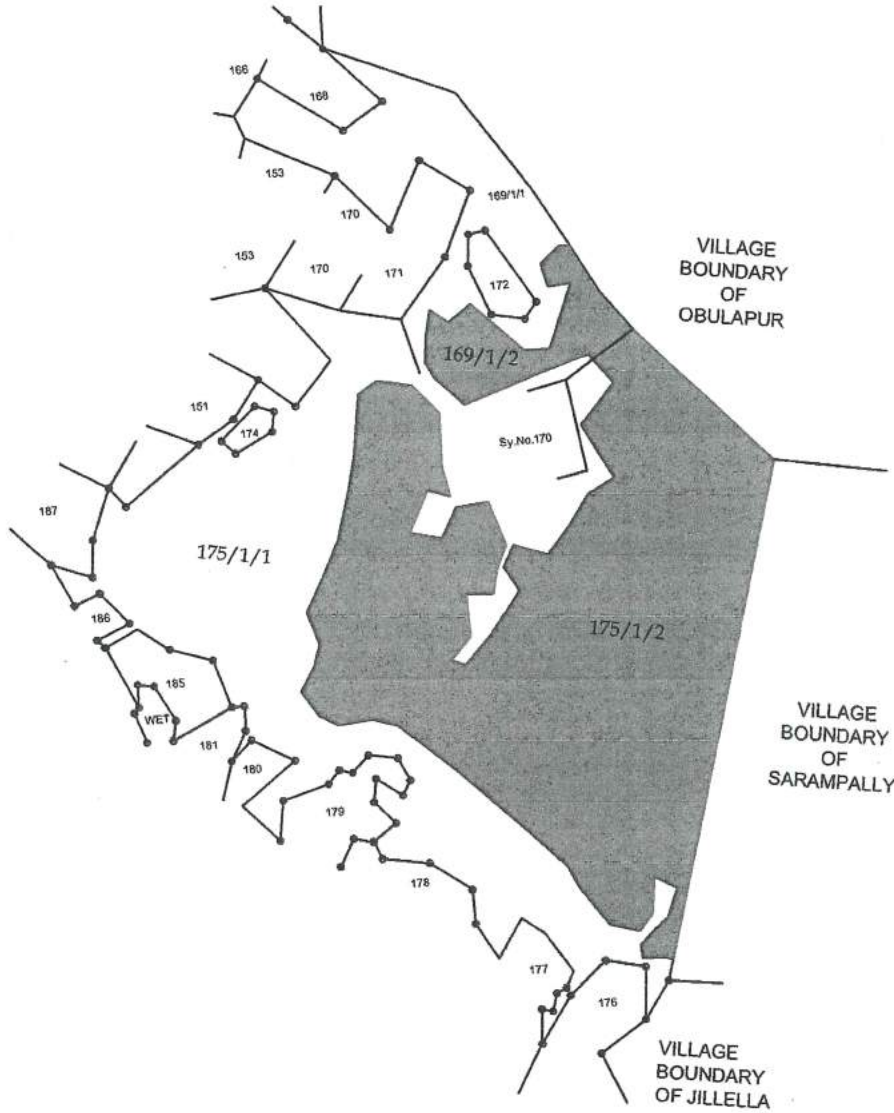 166
168
153
170
169/1/1
153
170
171
172
VILLAGE
BOUNDARY
OF
OBULAPUR
169/1/2
151
174
Sy.No.170
187
175/1/1
186
175/1/2
185
WET
181
180
VILLAGE
BOUNDARY
OF
SARAMPALLY
179
178
177
176
VILLAGE
BOUNDARY
OF JILLELLA